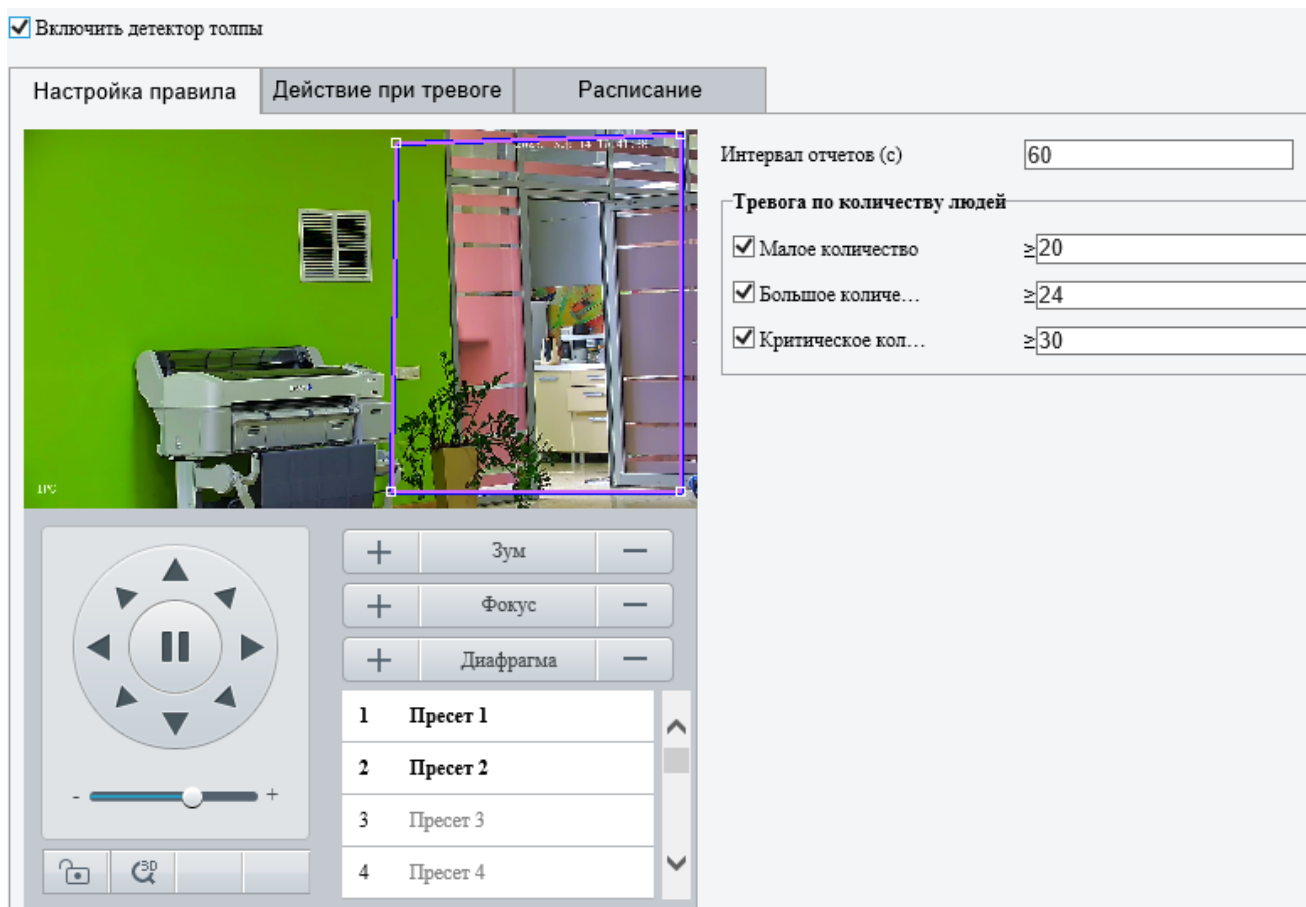 Включить детектор толпы
Настройка правила Действие при тревоге Расписание
Интервал отчетов (с) 60
Тревога по количеству людей
Малое количество ≥20
Большое количе... ≥24
Критическое кол... ≥30
IPC
+ Зум —
+ Фокус —
+ Диафрагма —
1 Пресет 1
2 Пресет 2
3 Пресет 3
4 Пресет 4
- +
3D